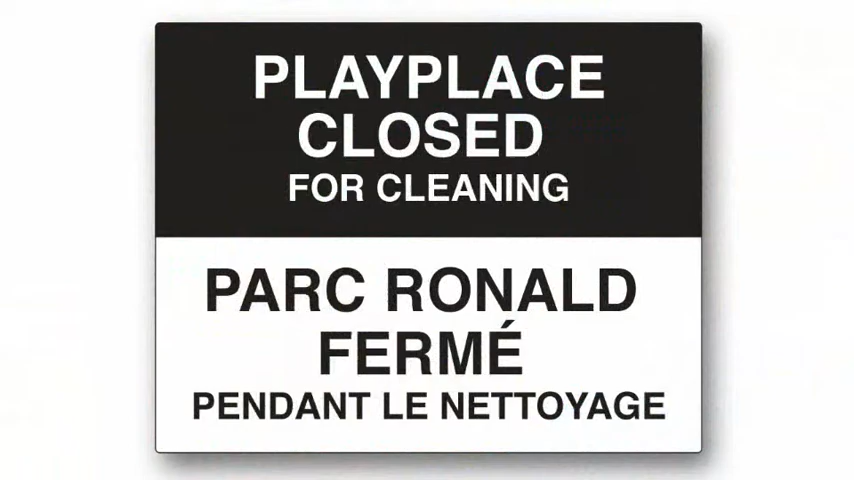 PLAYPLACE
CLOSED
FOR CLEANING
PARC RONALD
FERMÉ
PENDANT LE NETTOYAGE